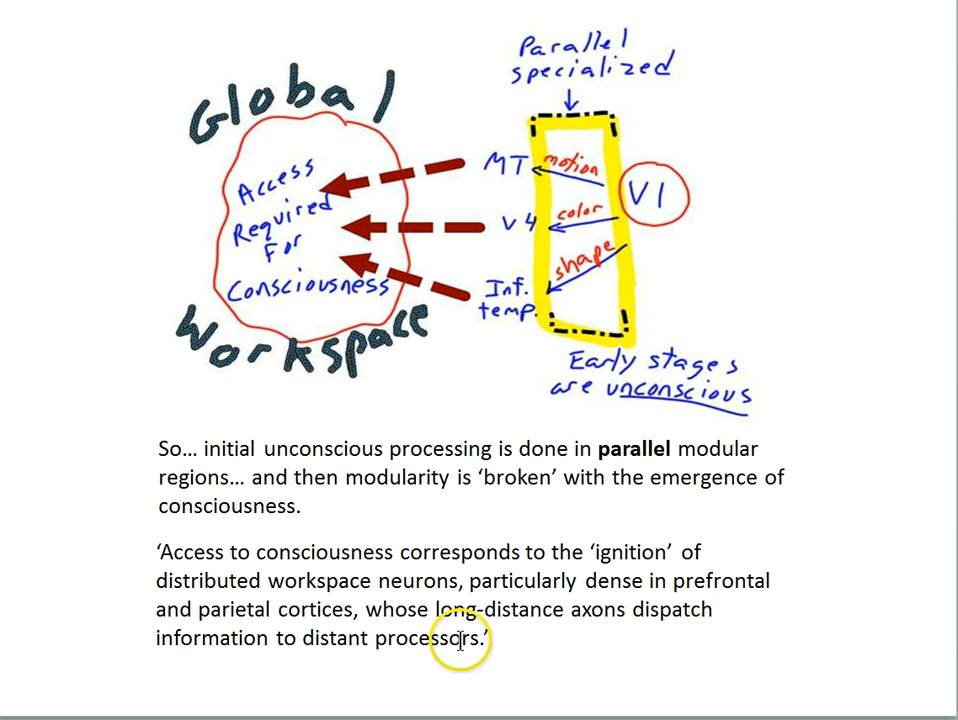 Global
Access
Required
For
Consciousness
Workspace
Parallel
specialized
MT motion
V1
V4 color
shape
Inf.
temp.
Early stages
are unconscious
So… initial unconscious processing is done in parallel modular
regions… and then modularity is ‘broken’ with the emergence of
consciousness.
‘Access to consciousness corresponds to the ‘ignition’ of
distributed workspace neurons, particularly dense in prefrontal
and parietal cortices, whose long-distance axons dispatch
information to distant processors.’